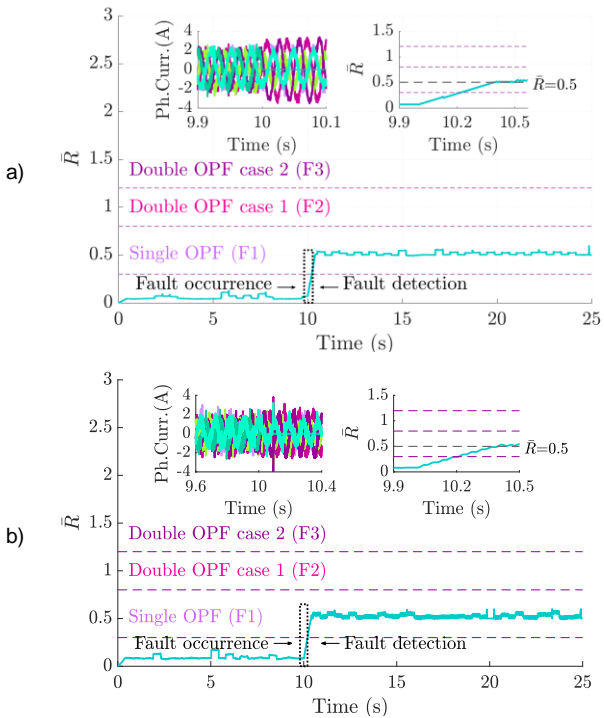 a)
3
2.5
2
1.5
1
0.5
0
R̄
Ph.Curr.(A)
4
2
0
-2
-4
9.9
10
10.1
Time (s)
R̄
1.5
1
0.5
0
9.9
10.2
10.5
Time (s)
R̄=0.5
Double OPF case 2 (F3)
Double OPF case 1 (F2)
Single OPF (F1)
Fault occurrence
Fault detection
0
5
10
15
20
25
Time (s)
b)
3
2.5
2
1.5
1
0.5
0
R̄
Ph.Curr.(A)
4
2
0
-2
-4
9.6
10
10.4
Time (s)
R̄
1.5
1
0.5
0
9.9
10.2
10.5
Time (s)
R̄=0.5
Double OPF case 2 (F3)
Double OPF case 1 (F2)
Single OPF (F1)
Fault occurrence
Fault detection
0
5
10
15
20
25
Time (s)